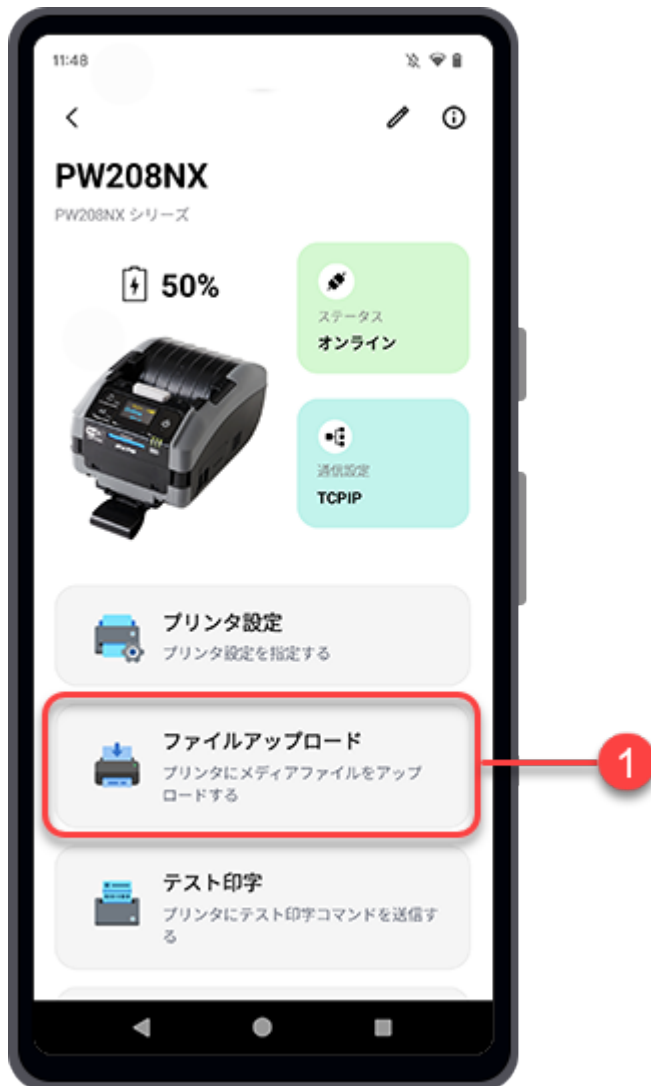 11:48
PW208NX
PW208NX シリーズ
50%
ステータス
オンライン
通信設定
TCPIP
プリンタ設定
プリンタ設定を指定する
ファイルアップロード
プリンタにメディアファイルをアップ
ロードする
1
テスト印字
プリンタにテスト印字コマンドを送信す
る